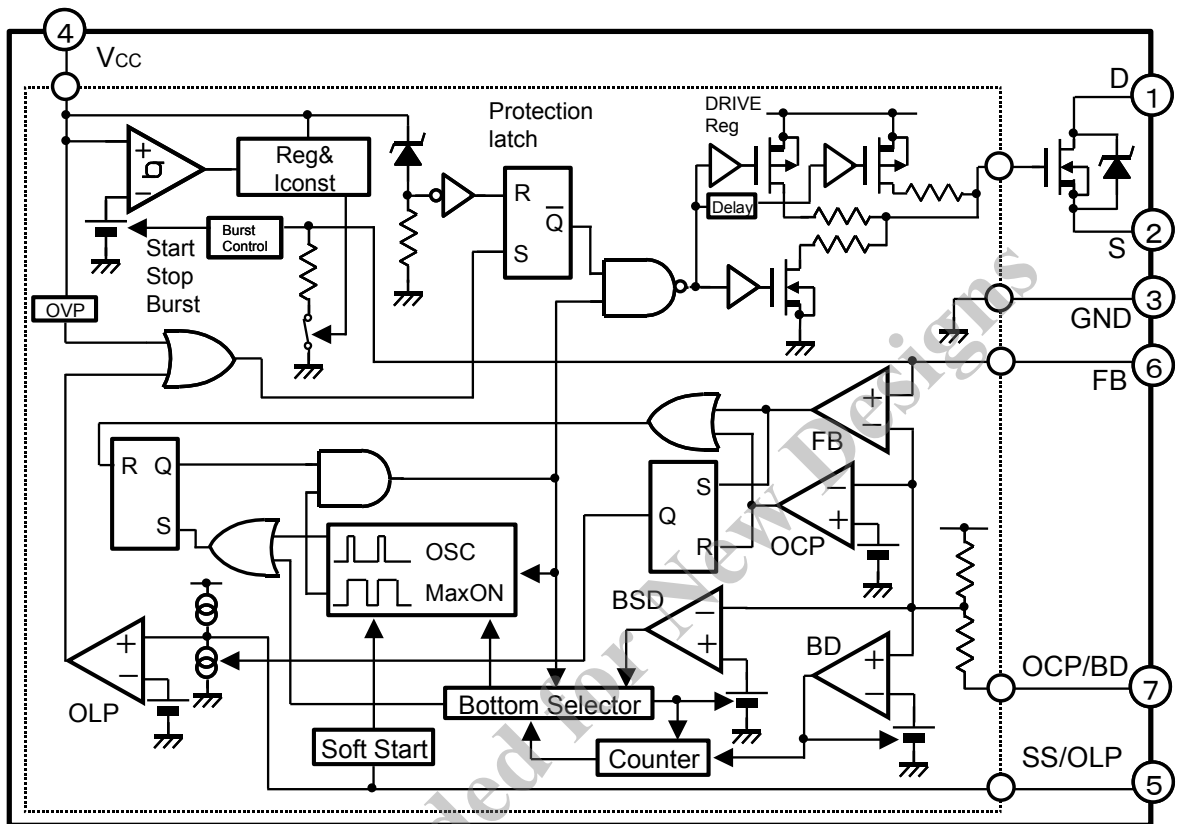 4
VCC
D
1
Protection
latch
DRIVE
Reg
+
−
Reg&
Iconst
R
Q
S
Delay
Burst
Control
Start
Stop
Burst
S
2
OVP
3
GND
6
FB
+
−
FB
R
Q
S
S
Q
R
−
+
OCP
OSC
MaxON
BSD
−
+
BD
+
−
+
−
OLP
OCP/BD
7
Bottom Selector
Soft Start
Counter
SS/OLP
5
ded for New Designs